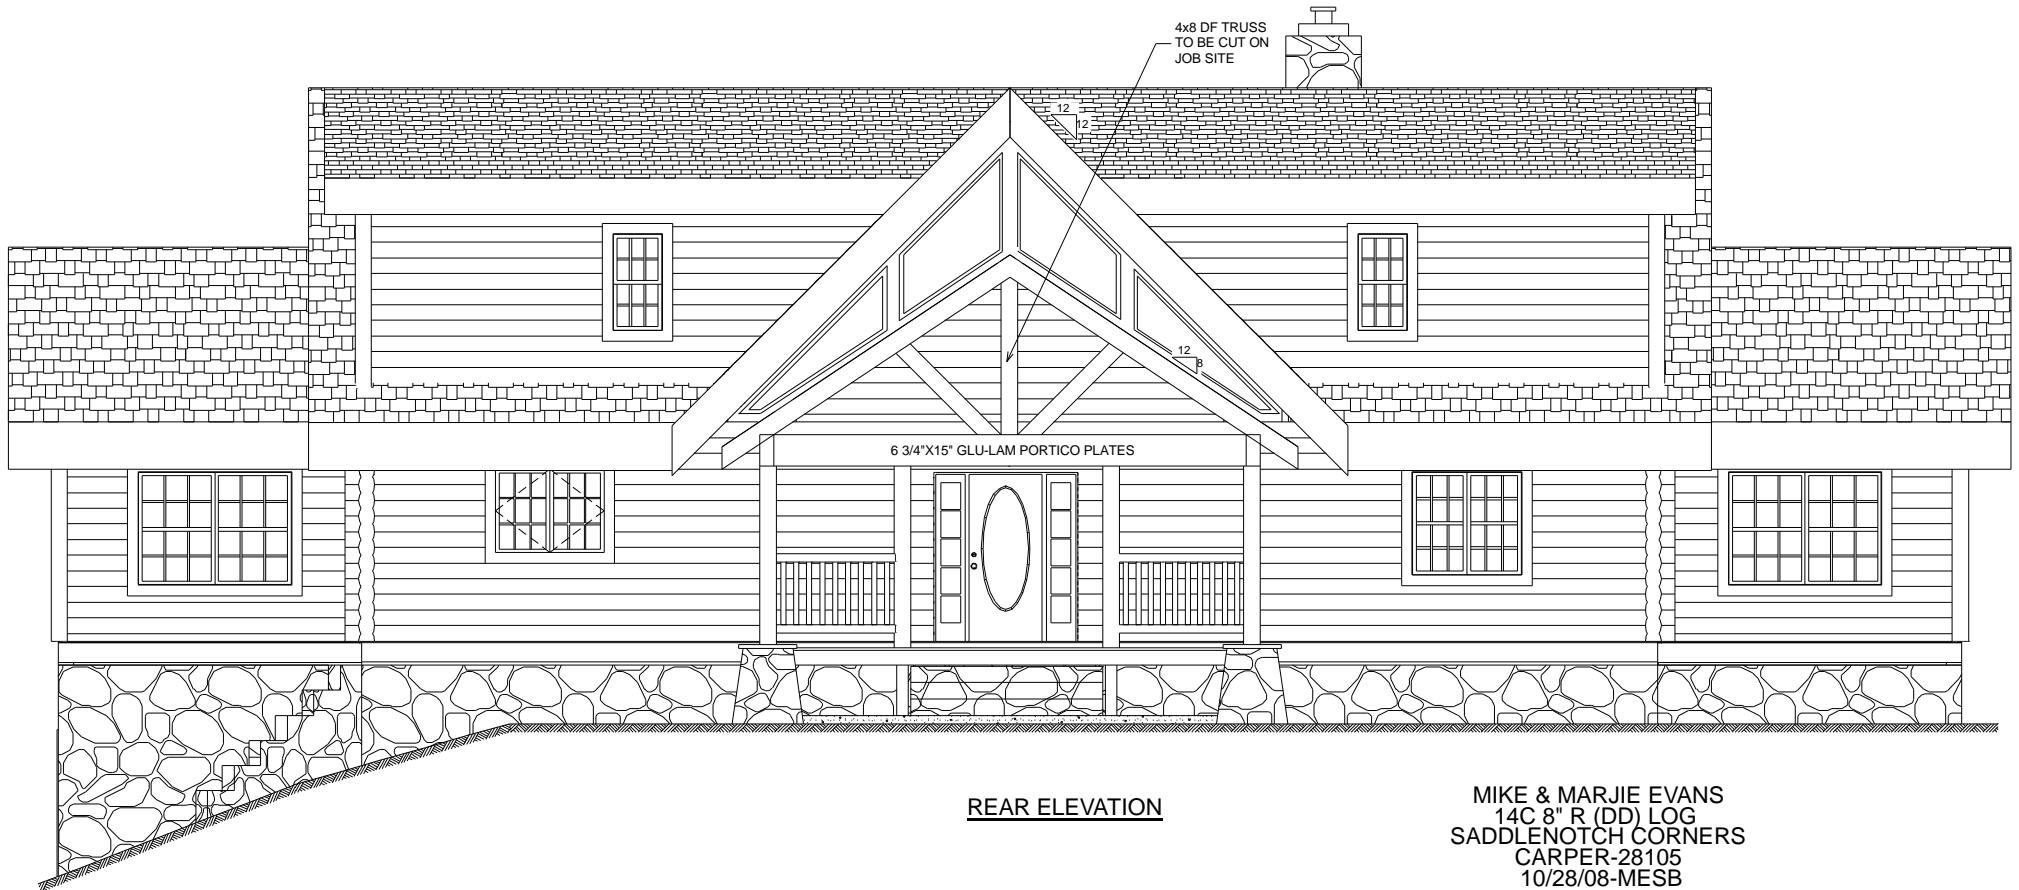 4x8 DF TRUSS
TO BE CUT ON
JOB SITE
12
12
12
8
6 3/4"X15" GLU-LAM PORTICO PLATES
REAR ELEVATION
MIKE & MARJIE EVANS
14C 8" R (DD) LOG
SADDLENOTCH CORNERS
CARPER-28105
10/28/08-MESB